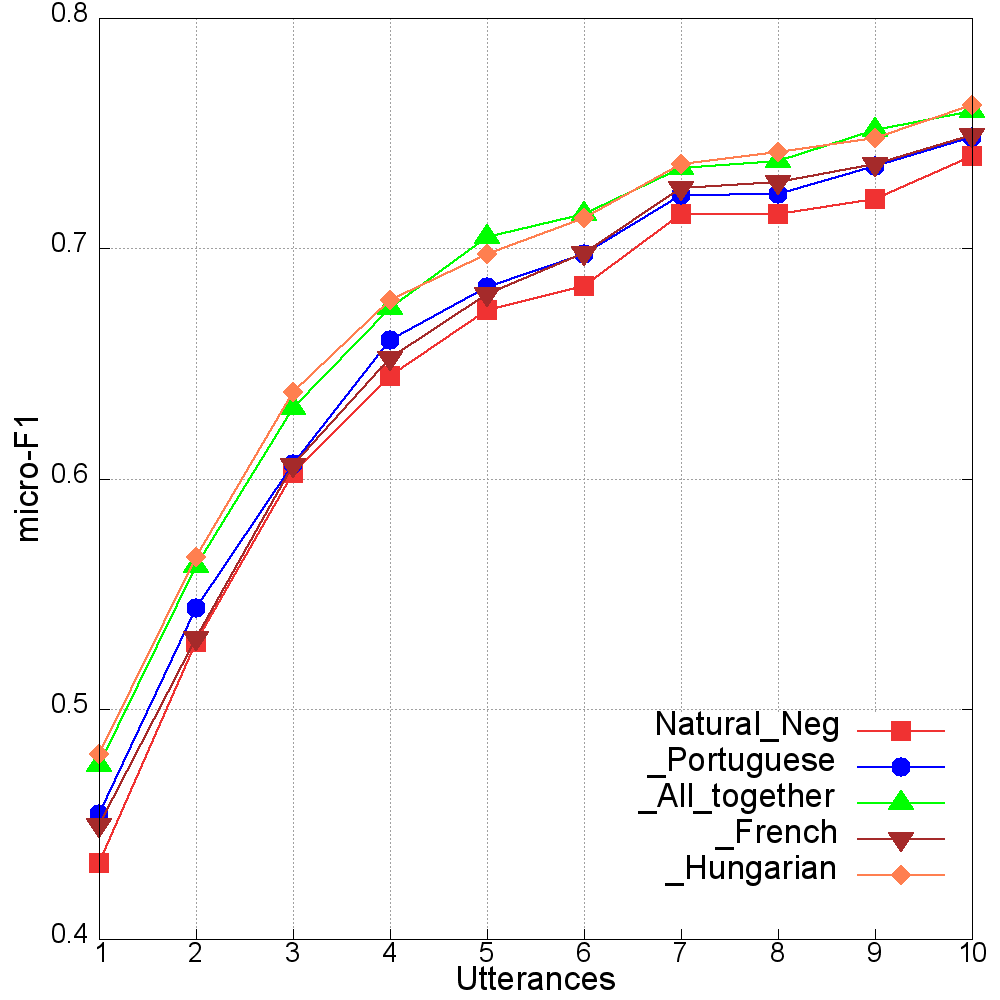 0.8
0.7
0.6
0.5
0.4
micro-F1
Natural_Neg
_Portuguese
_All_together
_French
_Hungarian
1 2 3 4 5 6 7 8 9 10
Utterances